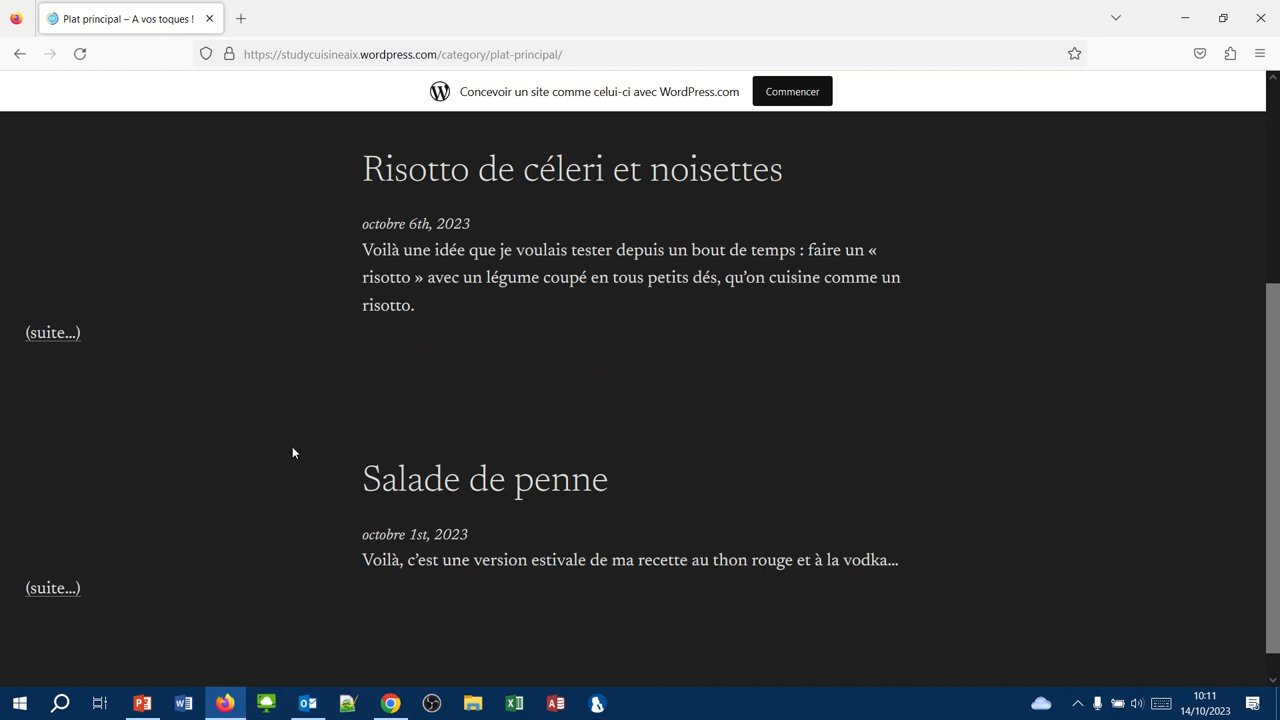 Plat principal – A vos toques !
https://studycuisineaix.wordpress.com/category/plat-principal/
Concevoir un site comme celui-ci avec WordPress.com
Commencer
Risotto de céleri et noisettes
octobre 6th, 2023
Voilà une idée que je voulais tester depuis un bout de temps : faire un «
risotto » avec un légume coupé en tous petits dés, qu’on cuisine comme un
risotto.
(suite…)
Salade de penne
octobre 1st, 2023
Voilà, c’est une version estivale de ma recette au thon rouge et à la vodka…
(suite…)
10:11
14/10/2023